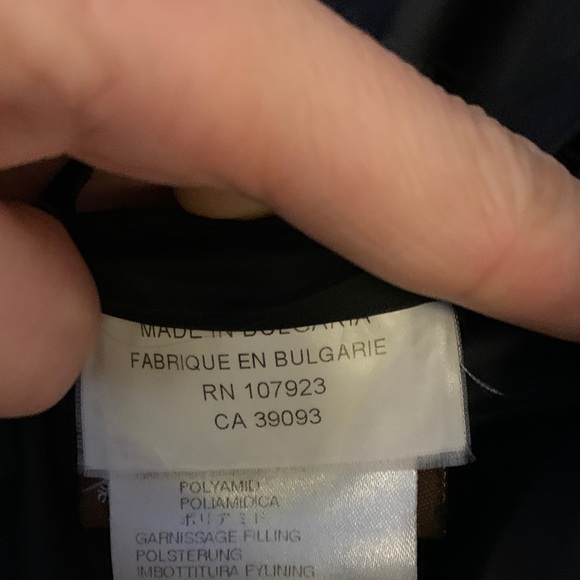 MADE IN BULGARIA
FABRIQUE EN BULGARIE
RN 107923
CA 39093
POLYAMID
POLIAMIDICA
ポリアミド
GARNISSAGE FILLING
POLSTERUNG
IMBOTTITURA FYLINING